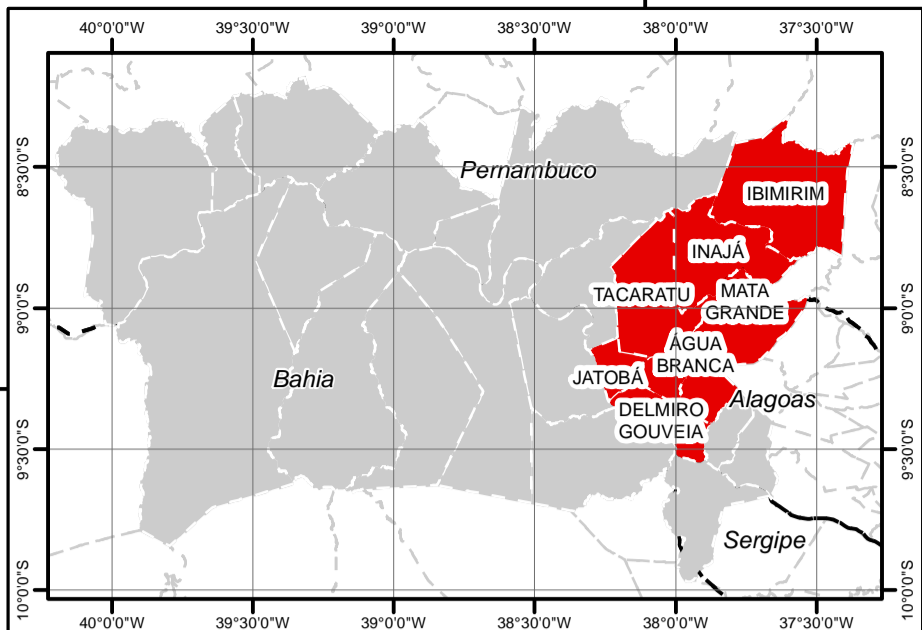 40°0'0"W 39°30'0"W 39°0'0"W 38°30'0"W 38°0'0"W 37°30'0"W
8°30'0"S
8°30'0"S
Pernambuco
IBIMIRIM
INAJÁ
TACARATU
MATA
GRANDE
9°0'0"S
9°0'0"S
ÁGUA
BRANCA
JATOBÁ
Bahia
Alagoas
DELMIRO
GOUVEIA
9°30'0"S
9°30'0"S
Sergipe
10°0'0"S
10°0'0"S
40°0'0"W 39°30'0"W 39°0'0"W 38°30'0"W 38°0'0"W 37°30'0"W